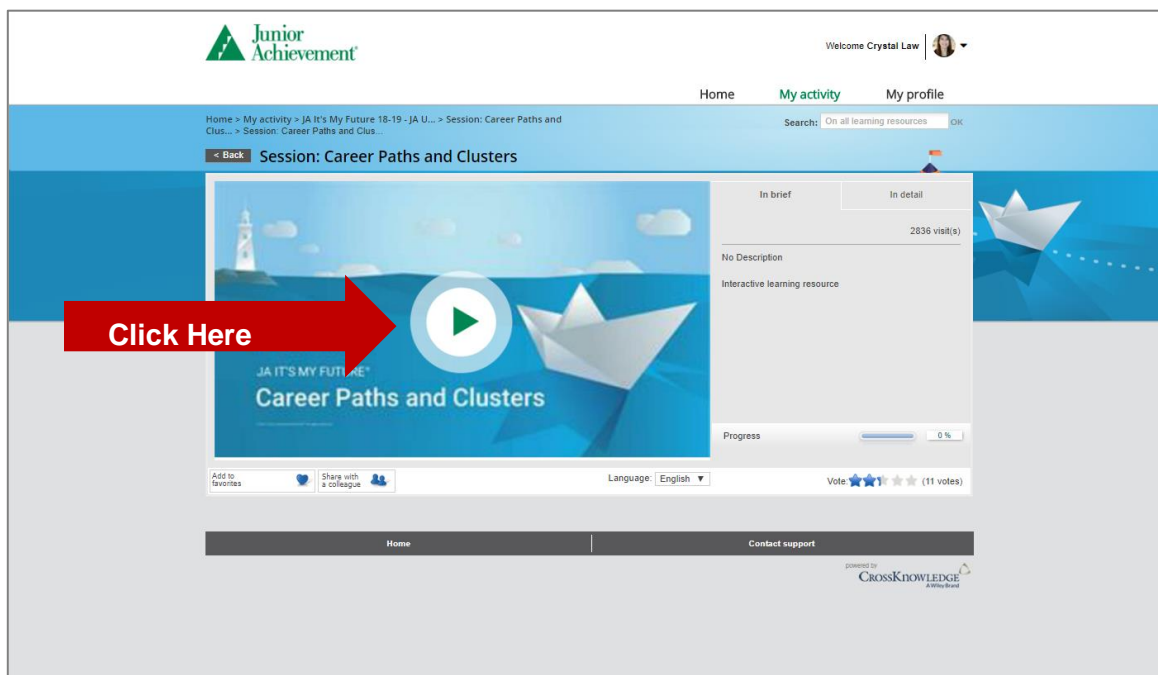 Junior
Achievement®
Welcome Crystal Law
Home My activity My profile
Home > My activity > JA It's My Future 18-19 - JA U... > Session: Career Paths and
Clus... > Session: Career Paths and Clus...
Search: On all learning resources OK
< Back Session: Career Paths and Clusters
In brief In detail
2836 visit(s)
No Description
Interactive learning resource
Click Here
JA IT'S MY FUTURE®
Career Paths and Clusters
Progress 0 %
Add to
favorites
Share with
a colleague
Language: English
Vote: (11 votes)
Home Contact support
powered by
CROSSKNOWLEDGE
A Wiley Brand